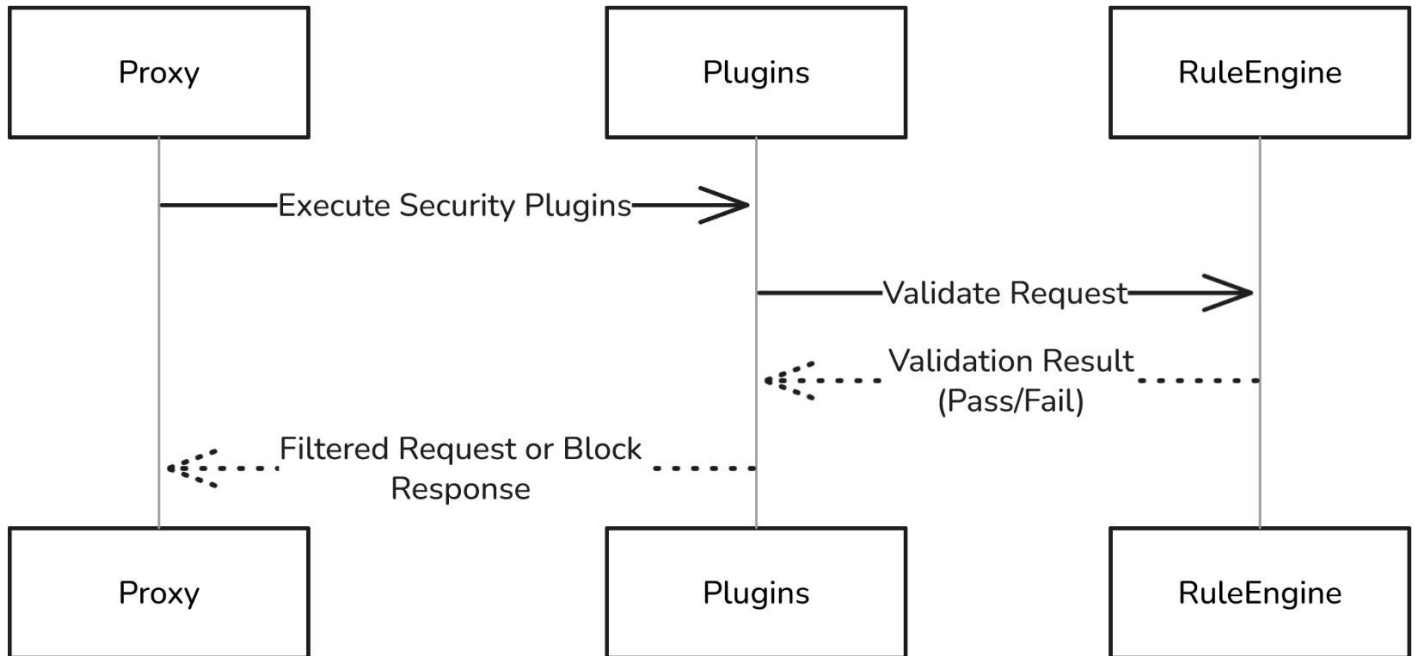 Proxy
Plugins
RuleEngine
Execute Security Plugins
Validate Request
Validation Result
(Pass/Fail)
Filtered Request or Block
Response
Proxy
Plugins
RuleEngine